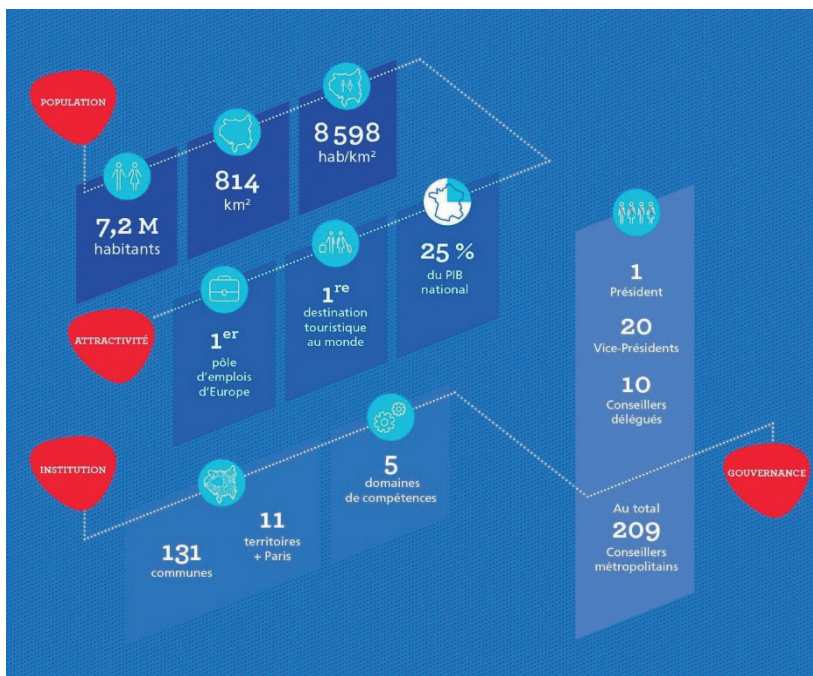 POPULATION
7,2 M
habitants
814
km²
8 598
hab/km²
ATTRACTIVITÉ
1er
pôle
d'emplois
d'Europe
1re
destination
touristique
au monde
25 %
du PIB
national
INSTITUTION
131
communes
11
territoires
+ Paris
5
domaines
de compétences
GOUVERNANCE
1
Président
20
Vice-Présidents
10
Conseillers
délégués
Au total
209
Conseillers
métropolitains